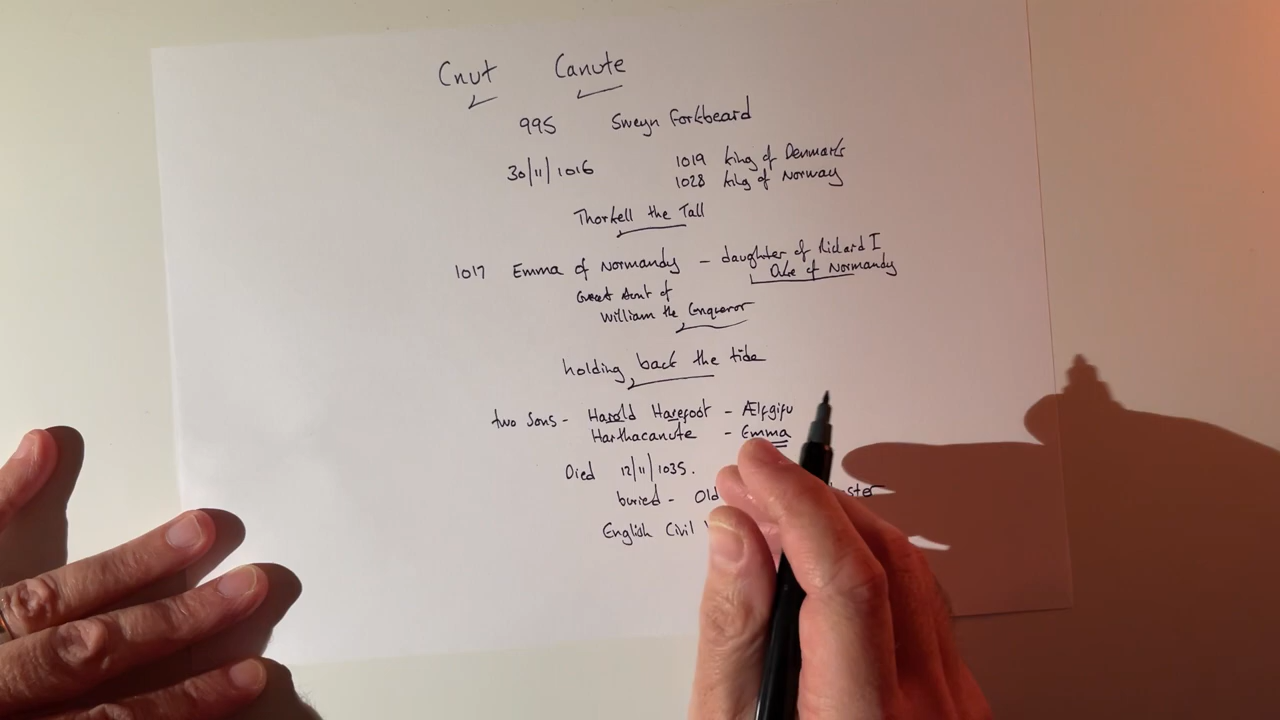 Cnut Canute
995 Sweyn Forkbeard
30/11/1016 1019 King of Denmark
1028 King of Norway
Thorkell the Tall
1017 Emma of Normandy - daughter of Richard I
Duke of Normandy
Great Aunt of
William the Conqueror
holding back the tide
two sons - Harold Harefoot - Ælfgifu
Harthacanute - Emma
Died 12/11/1035.
buried - Old
English Civil